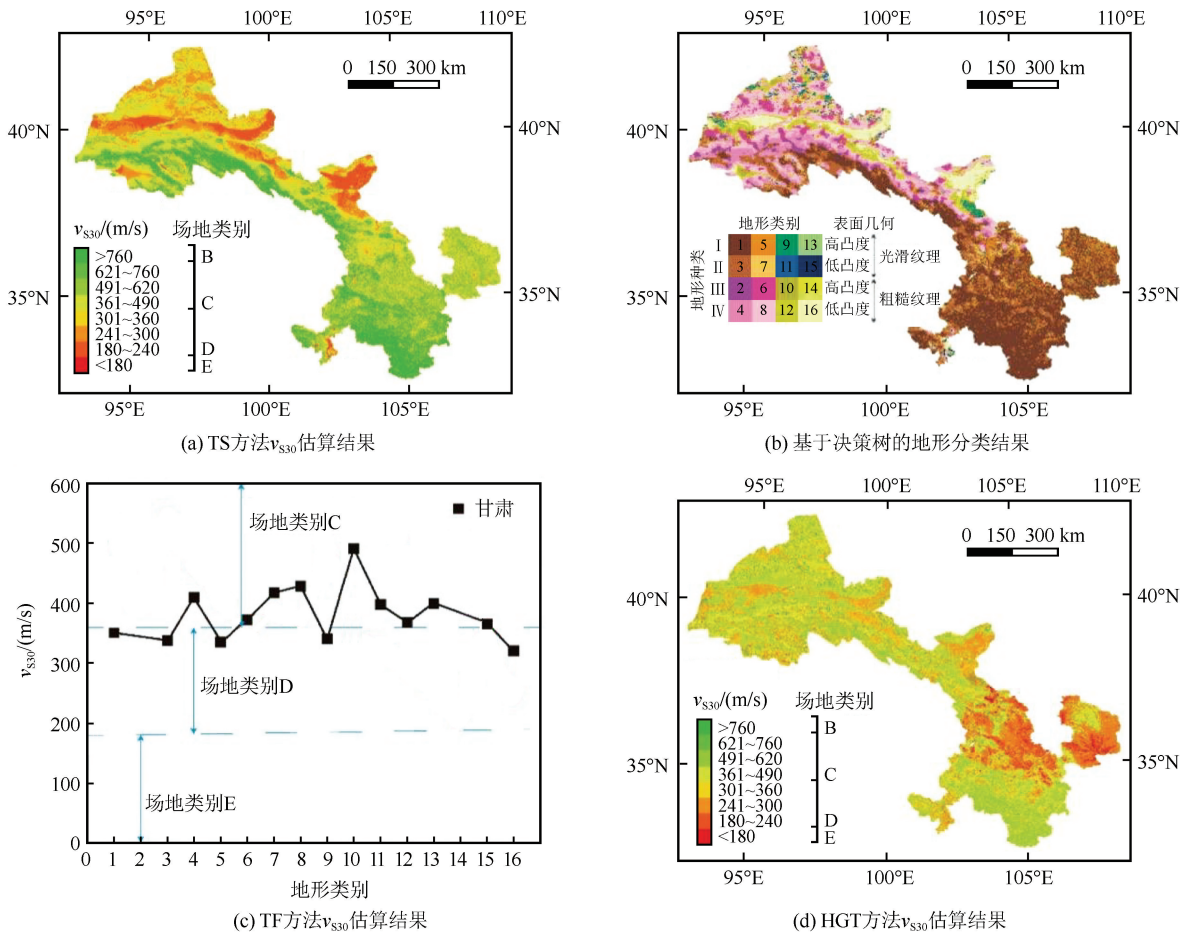 95°E 100°E 105°E 110°E
0 150 300 km
40°N
35°N
40°N
35°N
v_S30/(m/s) 场地类别
>760
621~760
491~620
361~490
301~360
241~300
180~240
<180
B
C
D
E
95°E 100°E 105°E
(a) TS方法v_S30估算结果
95°E 100°E 105°E 110°E
0 150 300 km
40°N
35°N
40°N
35°N
地形类别 表面几何
地形种类
I 1 5 9 13 高凸度
II 3 7 11 15 低凸度
光滑纹理
III 2 6 10 14 高凸度
IV 4 8 12 16 低凸度
粗糙纹理
95°E 100°E 105°E
(b) 基于决策树的地形分类结果
600
500
400
300
200
100
0
v_S30/(m/s)
甘肃
场地类别C
场地类别D
场地类别E
0 1 2 3 4 5 6 7 8 9 10 11 12 13 14 15 16
地形类别
(c) TF方法v_S30估算结果
95°E 100°E 105°E 110°E
0 150 300 km
40°N
35°N
40°N
35°N
v_S30/(m/s) 场地类别
>760
621~760
491~620
361~490
301~360
241~300
180~240
<180
B
C
D
E
95°E 100°E 105°E
(d) HGT方法v_S30估算结果